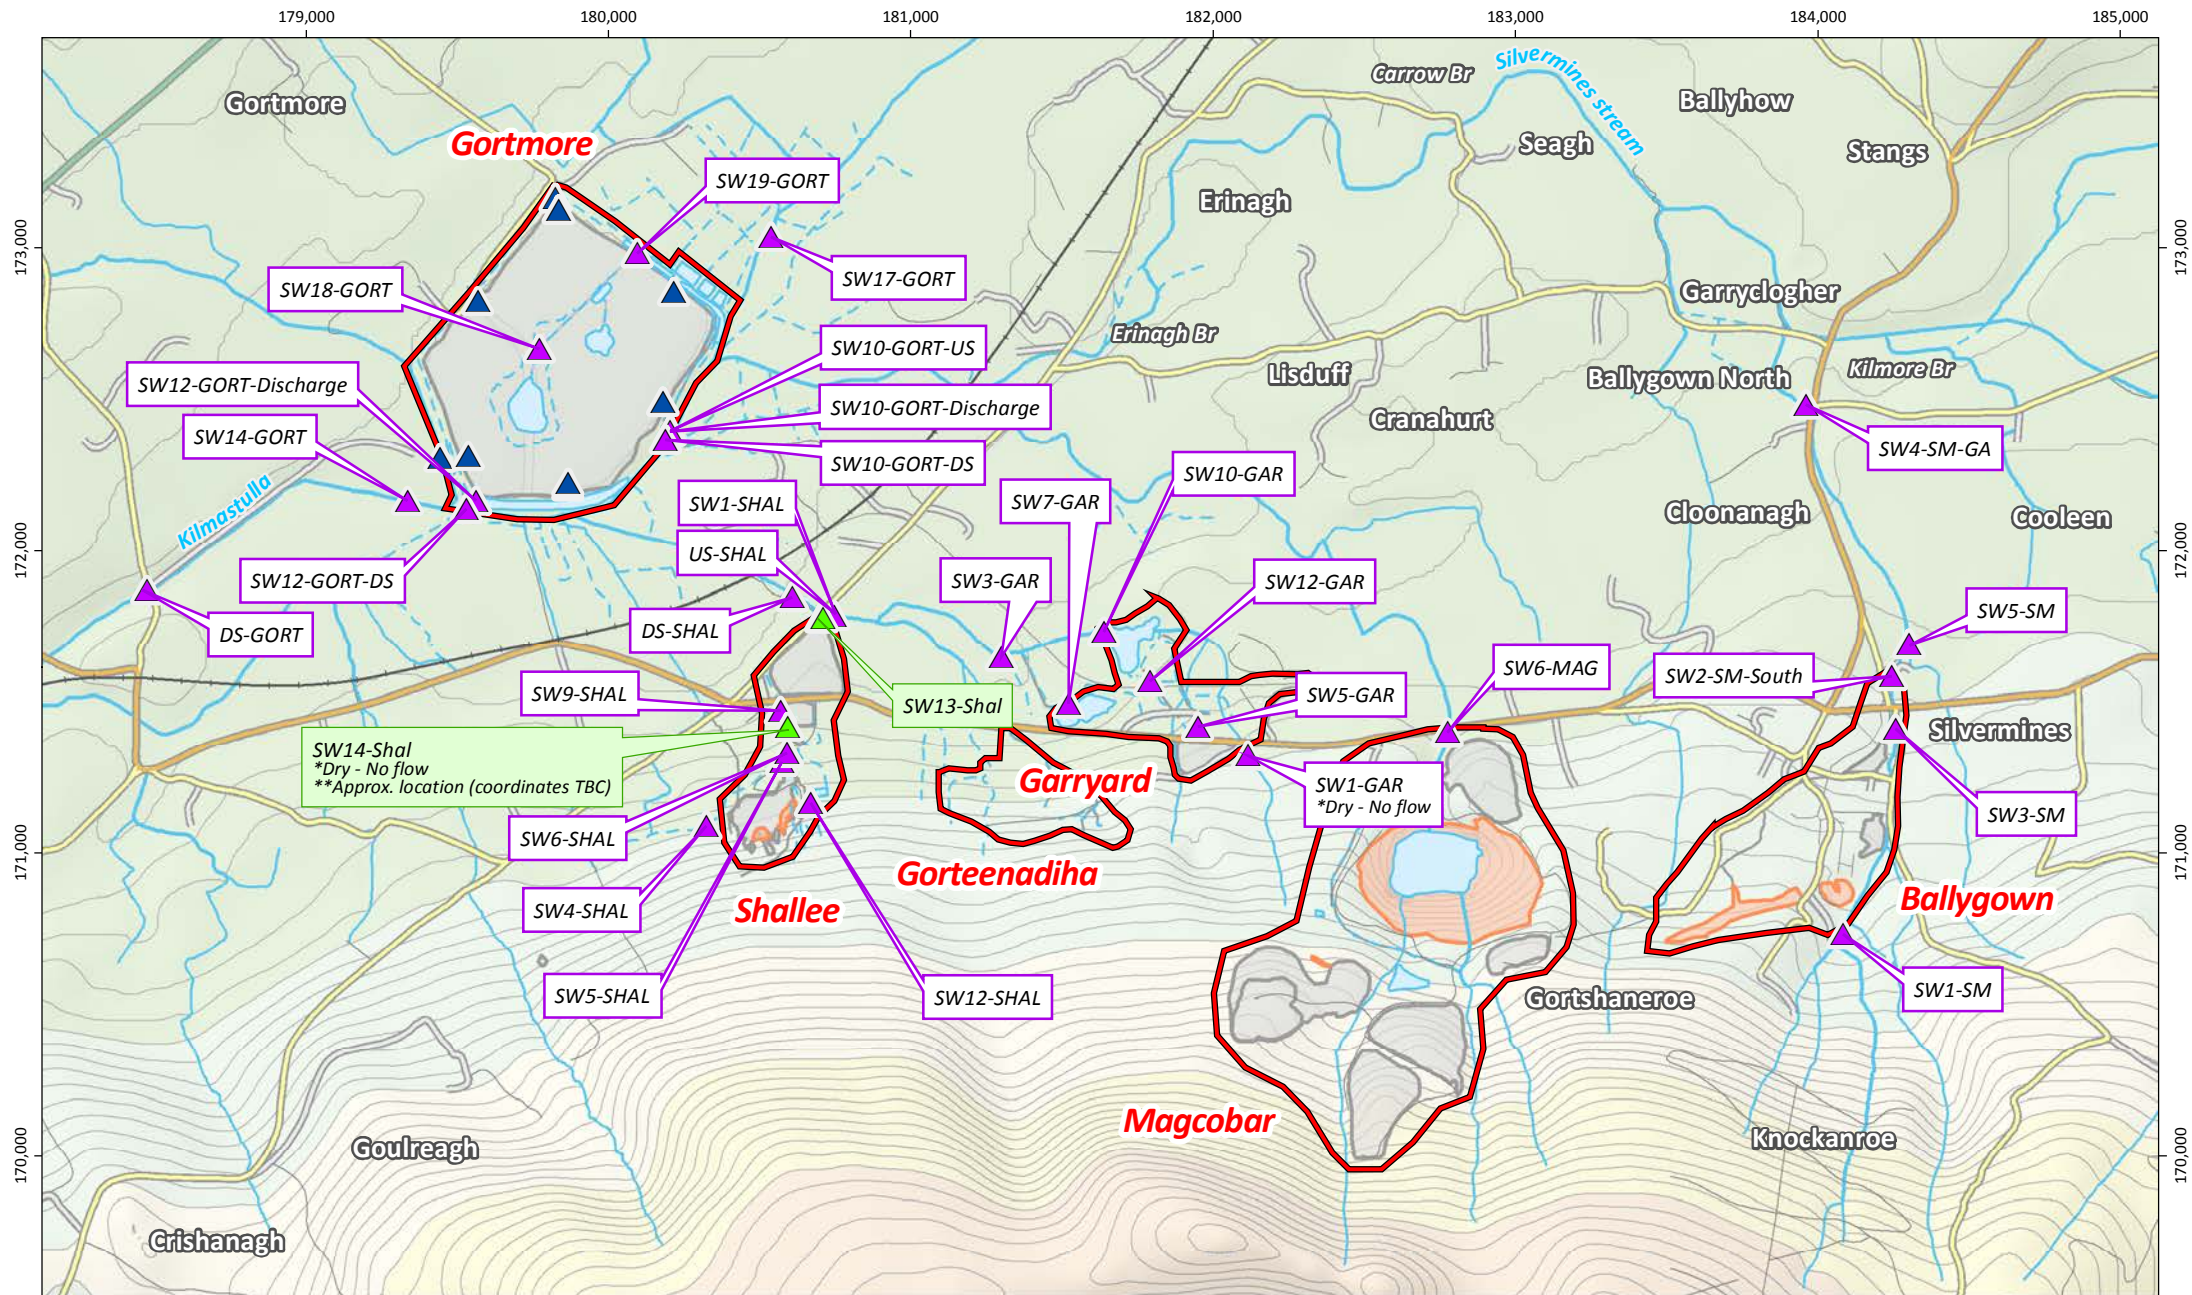 179,000
180,000
181,000
182,000
183,000
184,000
185,000
Silvermines stream
Carrow Br
Gortmore
Ballyhow
Gortmore
Seagh
Stangs
SW19-GORT
Erinagh
173,000
173,000
SW17-GORT
SW18-GORT
Garryclogher
Erinagh Br
SW10-GORT-US
Kilmore Br
Lisduff
Ballygown North
SW12-GORT-Discharge
SW10-GORT-Discharge
Cranahurt
SW14-GORT
SW4-SM-GA
SW10-GORT-DS
SW10-GAR
SW7-GAR
SW1-SHAL
Kilmastulla
Cloonanagh
Cooleen
172,000
172,000
US-SHAL
SW12-GORT-DS
SW3-GAR
SW12-GAR
SW5-SM
DS-GORT
DS-SHAL
SW6-MAG
SW2-SM-South
SW9-SHAL
SW5-GAR
SW13-Shal
Silvermines
SW14-Shal
*Dry - No flow
**Approx. location (coordinates TBC)
Garryard
SW1-GAR
*Dry - No flow
SW3-SM
SW6-SHAL
171,000
171,000
Gorteenadiha
Ballygown
SW4-SHAL
Shallee
SW5-SHAL
SW12-SHAL
Gortshaneroe
SW1-SM
Magcobar
Goulreagh
Knockanroe
170,000
170,000
Crishanagh